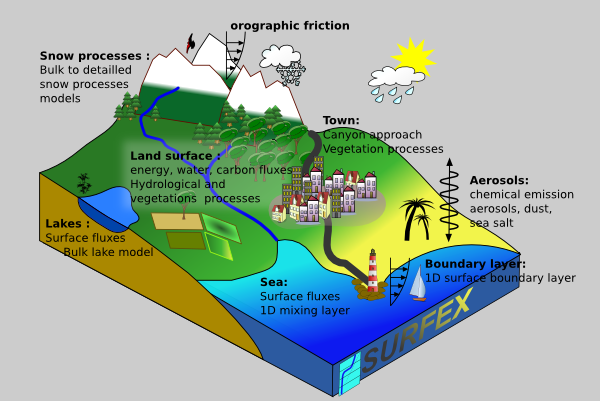 orographic friction
Snow processes :
Bulk to detailled
snow processes
models
Town:
Canyon approach
Vegetation processes
Land surface :
energy, water, carbon fluxes
Hydrological and
vegetations processes
Aerosols:
chemical emission
aerosols, dust,
sea salt
Lakes :
Surface fluxes
Bulk lake model
Boundary layer:
1D surface boundary layer
Sea:
Surface fluxes
1D mixing layer
SURFEX